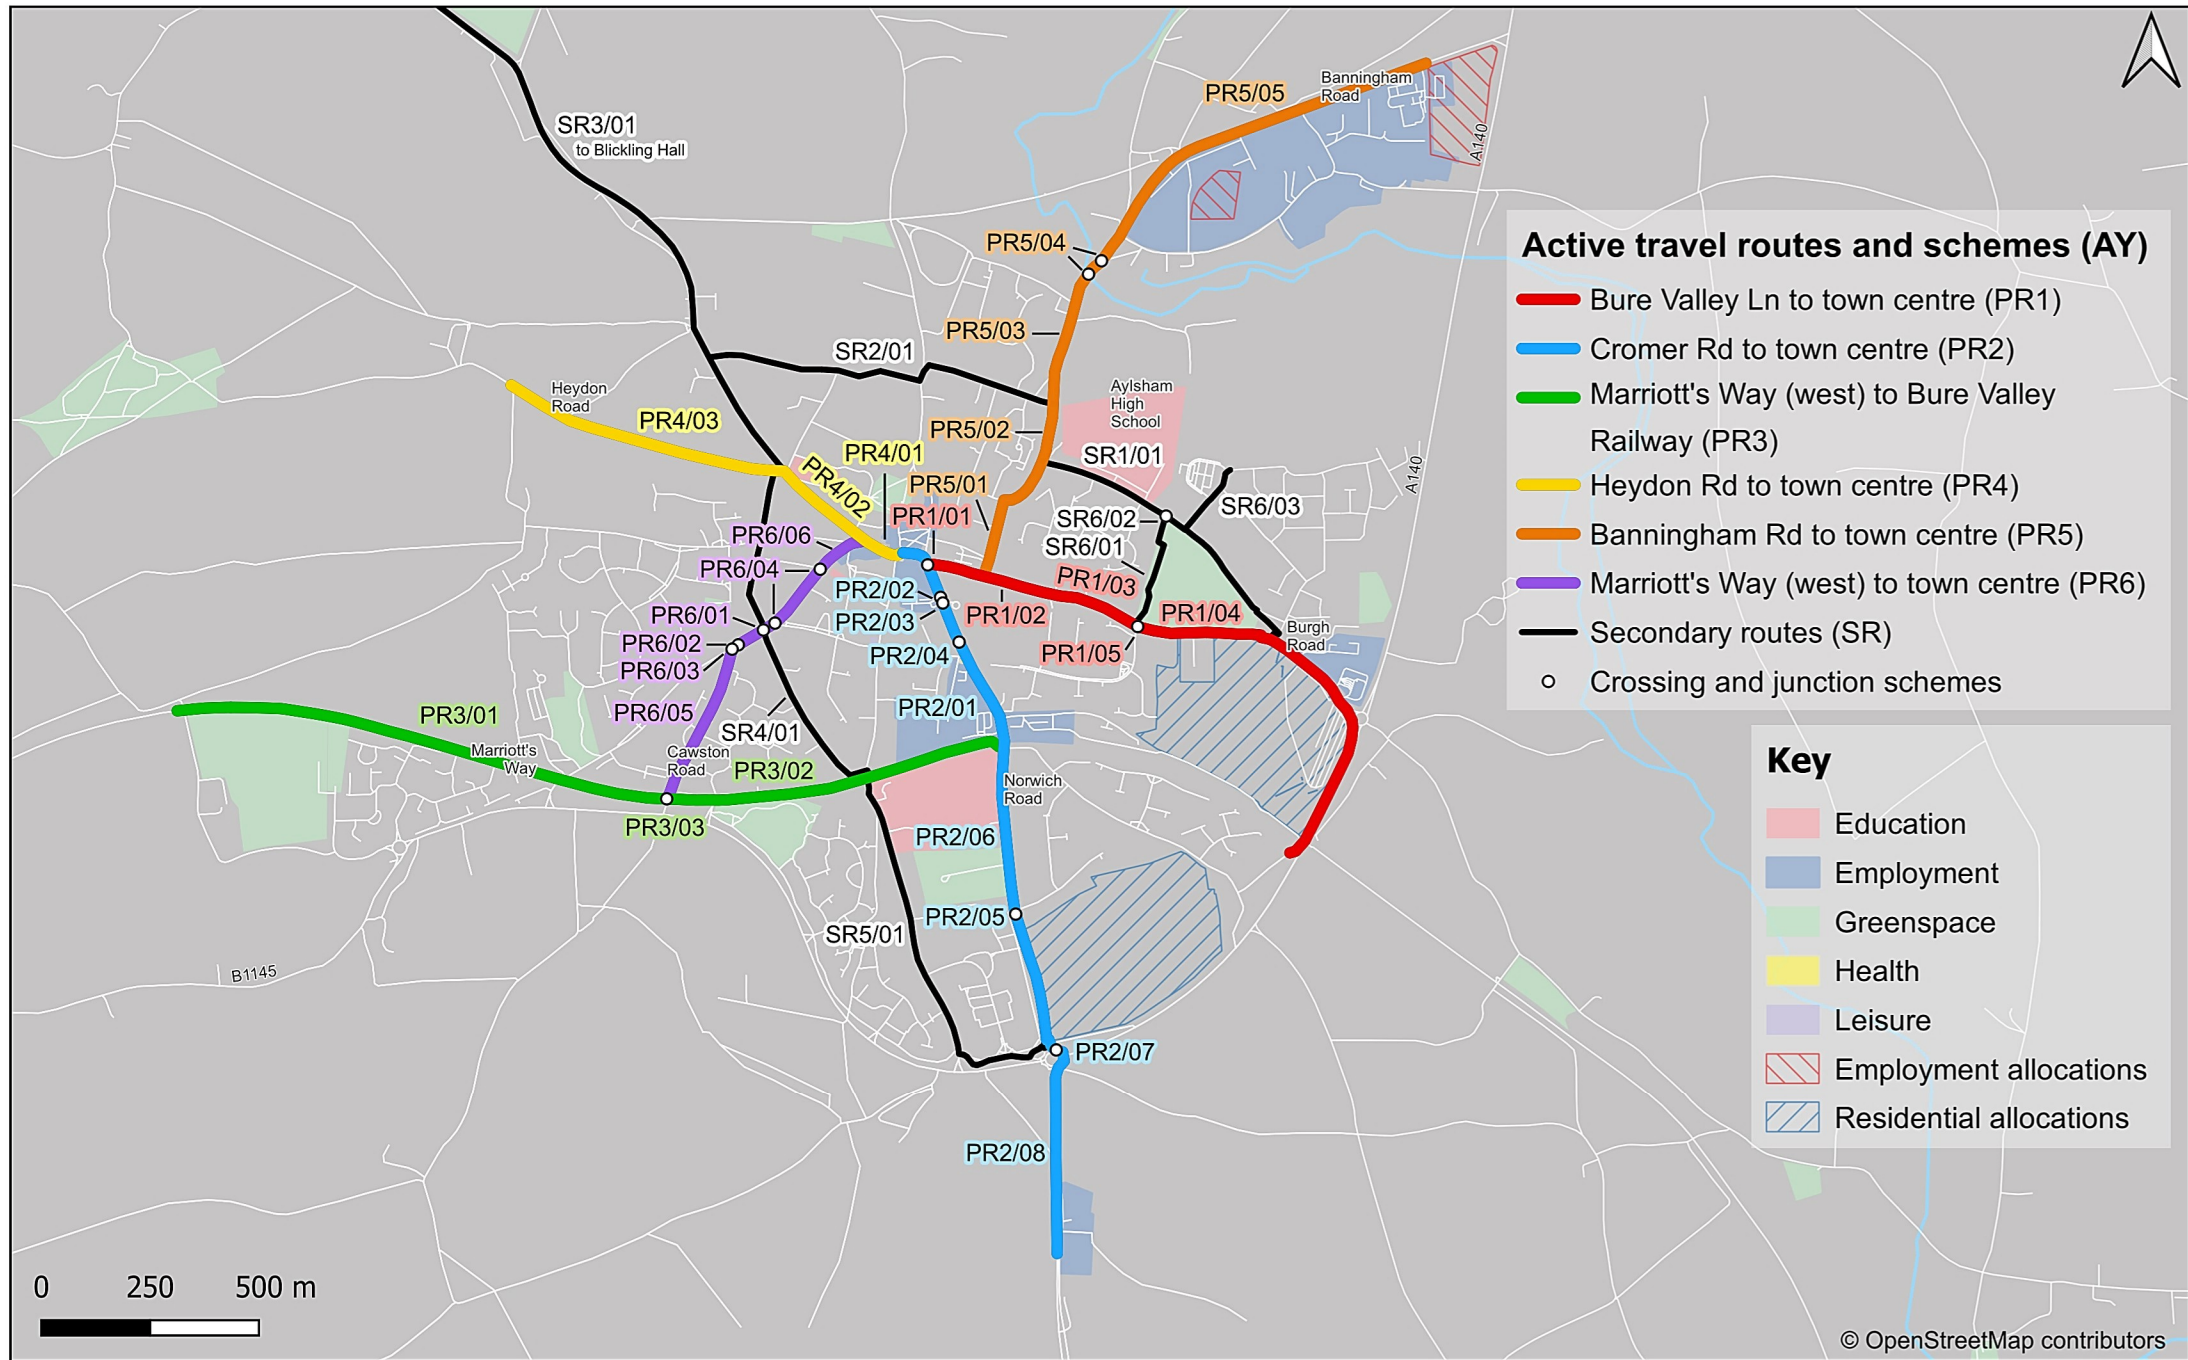 SR3/01
to Blickling Hall
PR5/05
Banningham
Road
A140
PR5/04
PR5/03
SR2/01
Aylsham
High
School
Heydon
Road
PR4/03
PR5/02
PR4/01
SR1/01
A140
PR4/02
PR5/01
PR1/01
SR6/03
SR6/02
SR6/01
PR6/06
PR6/04
PR1/03
PR2/02
PR2/03
PR1/02
PR1/04
PR6/01
PR6/02
PR6/03
PR2/04
PR1/05
Burgh
Road
PR6/05
PR2/01
PR3/01
SR4/01
Marriott's
Way
Cawston
Road
PR3/02
Norwich
Road
PR3/03
PR2/06
PR2/05
SR5/01
B1145
PR2/07
PR2/08
Active travel routes and schemes (AY)
Bure Valley Ln to town centre (PR1)
Cromer Rd to town centre (PR2)
Marriott's Way (west) to Bure Valley
Railway (PR3)
Heydon Rd to town centre (PR4)
Banningham Rd to town centre (PR5)
Marriott's Way (west) to town centre (PR6)
Secondary routes (SR)
Crossing and junction schemes
Key
Education
Employment
Greenspace
Health
Leisure
Employment allocations
Residential allocations
0 250 500 m
© OpenStreetMap contributors